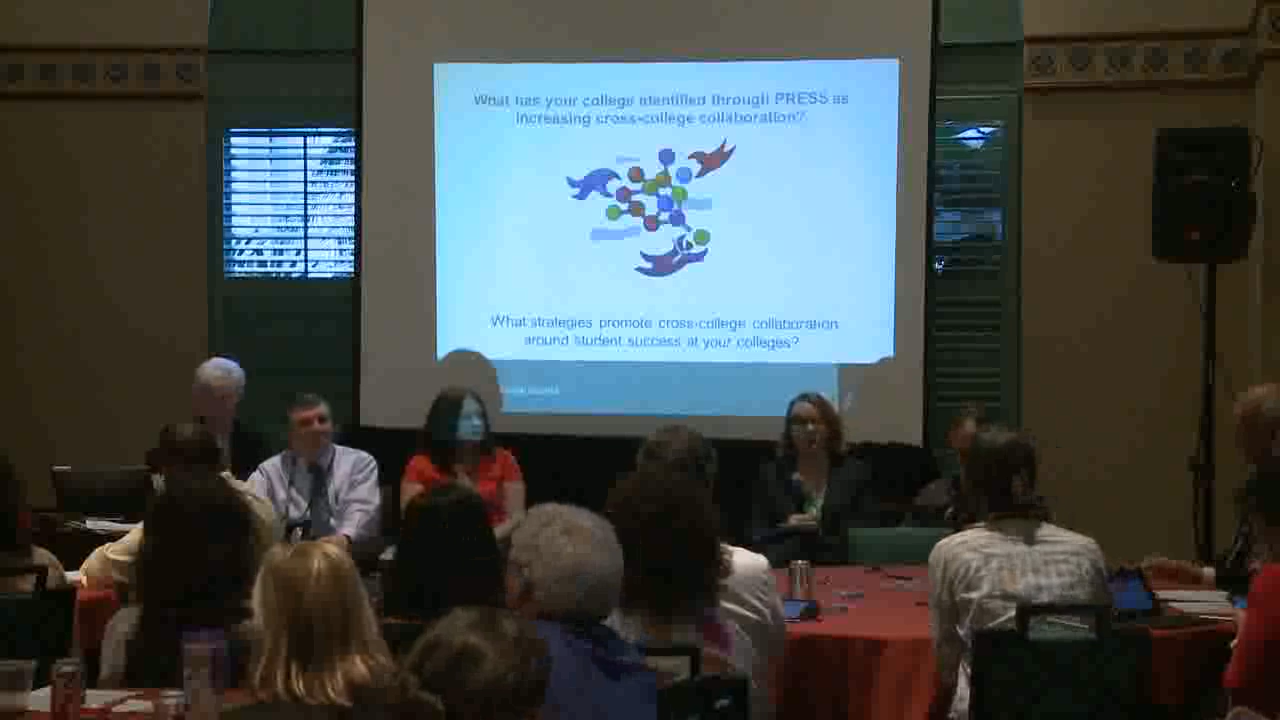 What has your college identified through PRESS as
increasing cross-college collaboration?
What strategies promote cross-college collaboration
around student success at your colleges?